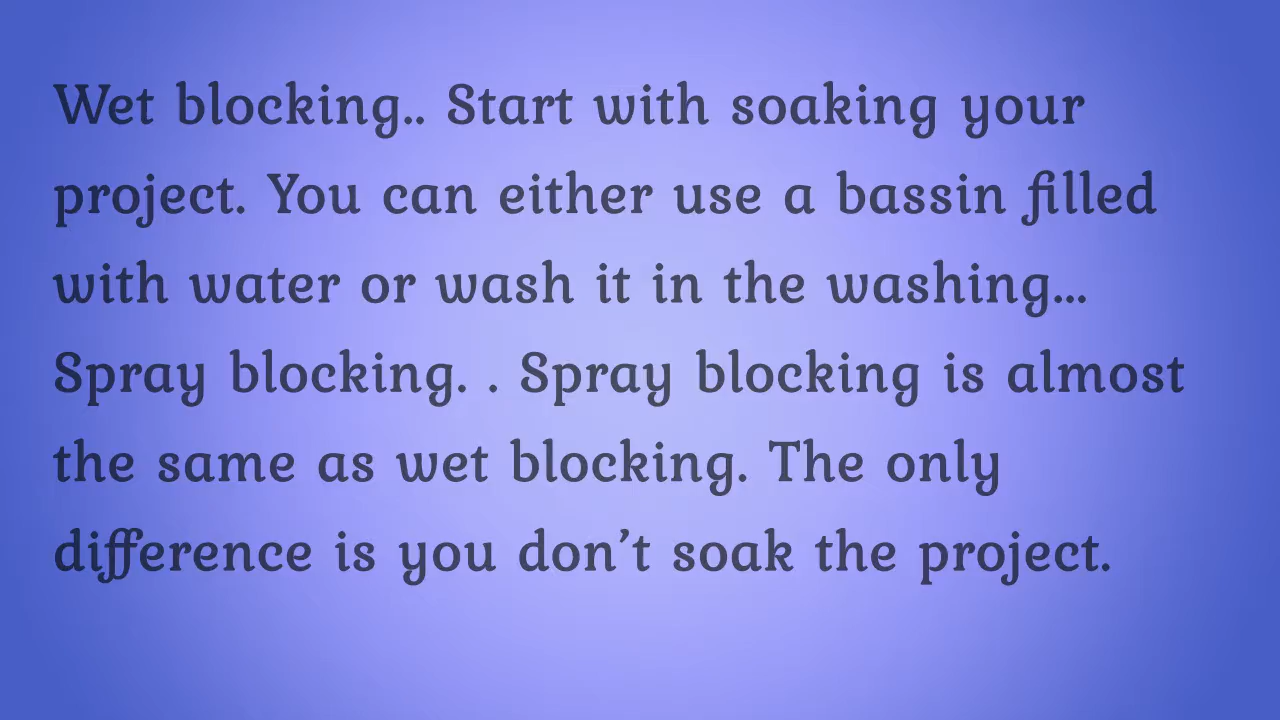 Wet blocking.. Start with soaking your
project. You can either use a bassin filled
with water or wash it in the washing...
Spray blocking. . Spray blocking is almost
the same as wet blocking. The only
difference is you don’t soak the project.